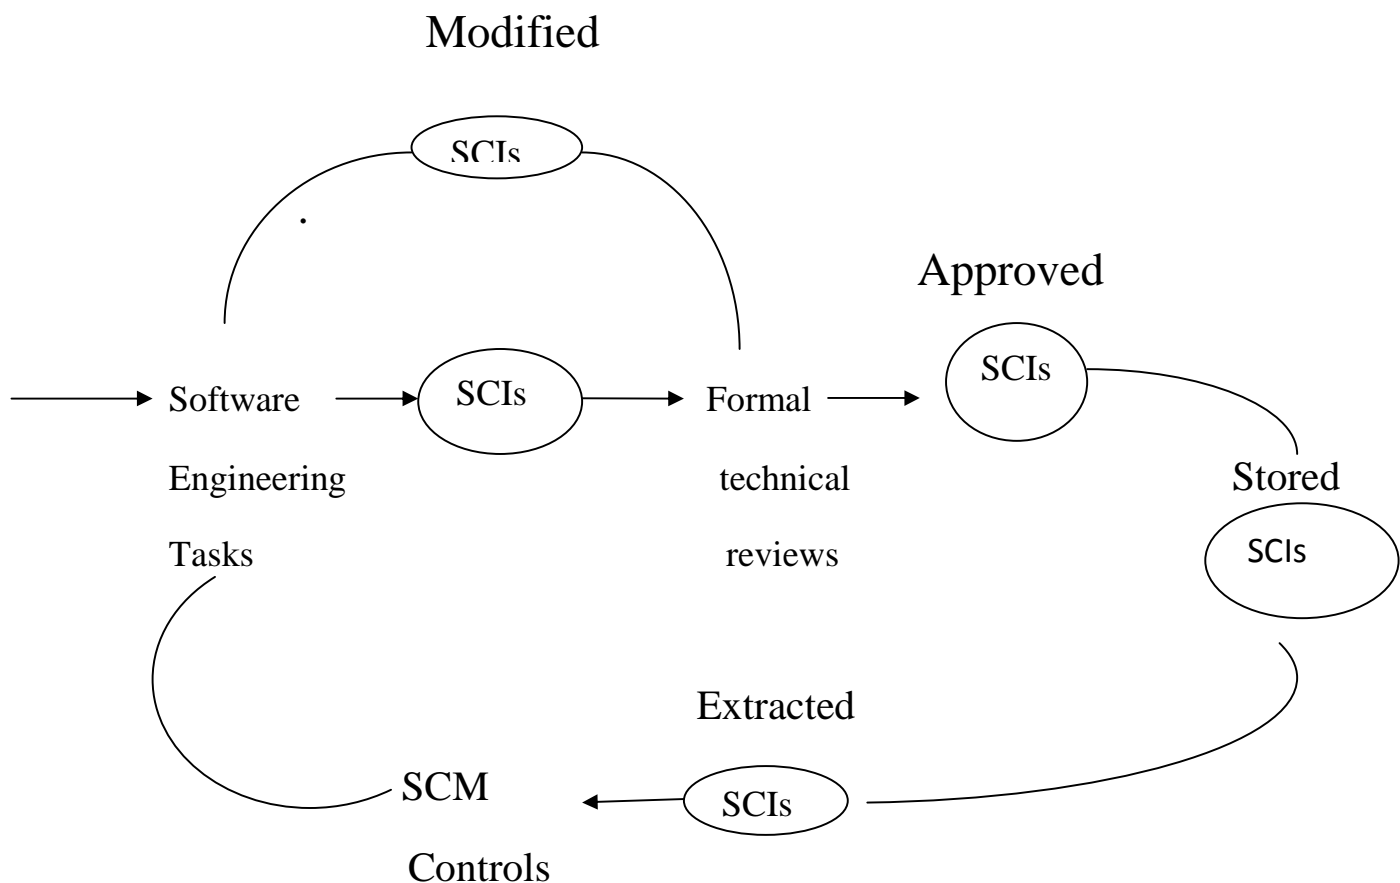 Modified
SCIs
Approved
SCIs
SCIs
Software
Formal
Engineering
technical
Stored
Tasks
reviews
SCIs
Extracted
SCM
SCIs
Controls